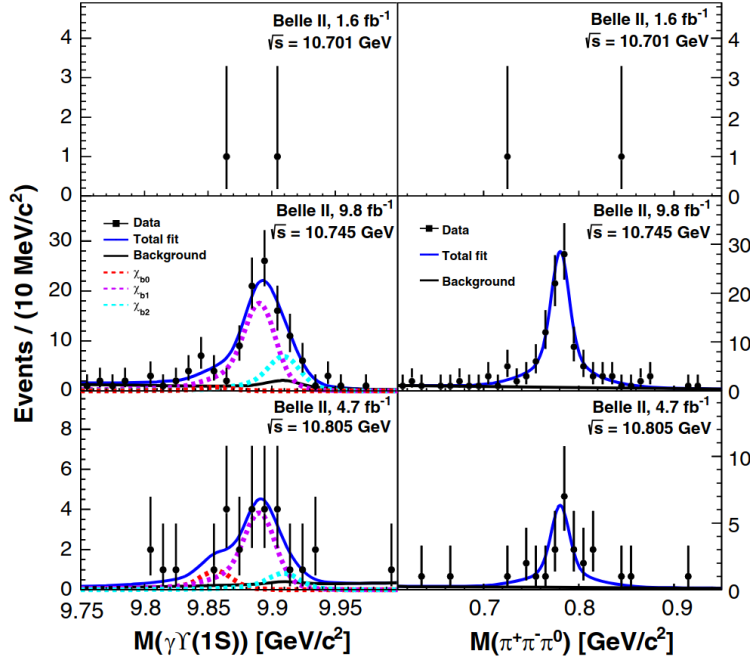 Belle II, 1.6 fb⁻¹
√s = 10.701 GeV
4
3
2
1
0
Belle II, 1.6 fb⁻¹
√s = 10.701 GeV
4
3
2
1
0
Events / (10 MeV/c²)
Belle II, 9.8 fb⁻¹
√s = 10.745 GeV
Data
Total fit
Background
χb0
χb1
χb2
30
20
10
0
Belle II, 9.8 fb⁻¹
√s = 10.745 GeV
Data
Total fit
Background
30
20
10
0
Belle II, 4.7 fb⁻¹
√s = 10.805 GeV
8
6
4
2
0
Belle II, 4.7 fb⁻¹
√s = 10.805 GeV
10
5
0
9.75 9.8 9.85 9.9 9.95
0.7 0.8 0.9
M(γΥ(1S)) [GeV/c²]
M(π⁺π⁻π⁰) [GeV/c²]